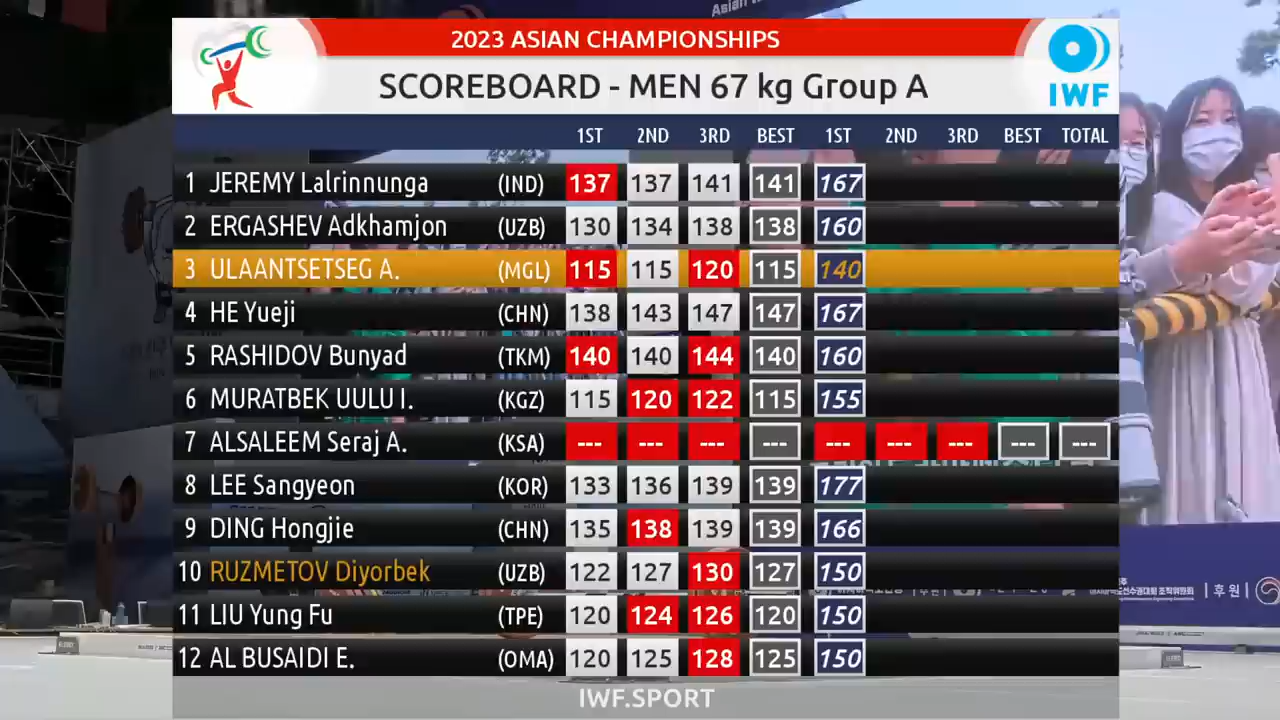 Asian
2023 ASIAN CHAMPIONSHIPS
SCOREBOARD - MEN 67 kg Group A
IWF
1ST 2ND 3RD BEST 1ST 2ND 3RD BEST TOTAL
1 JEREMY Lalrinnunga (IND) 137 137 141 141 167
2 ERGASHEV Adkhamjon (UZB) 130 134 138 138 160
3 ULAANTSETSEG A. (MGL) 115 115 120 115 140
4 HE Yueji (CHN) 138 143 147 147 167
5 RASHIDOV Bunyad (TKM) 140 140 144 140 160
6 MURATBEK UULU I. (KGZ) 115 120 122 115 155
7 ALSALEEM Seraj A. (KSA) --- --- --- --- --- --- --- --- ---
8 LEE Sangyeon (KOR) 133 136 139 139 177
9 DING Hongjie (CHN) 135 138 139 139 166
10 RUZMETOV Diyorbek (UZB) 122 127 130 127 150
11 LIU Yung Fu (TPE) 120 124 126 120 150
12 AL BUSAIDI E. (OMA) 120 125 128 125 150
후원
IWF.SPORT